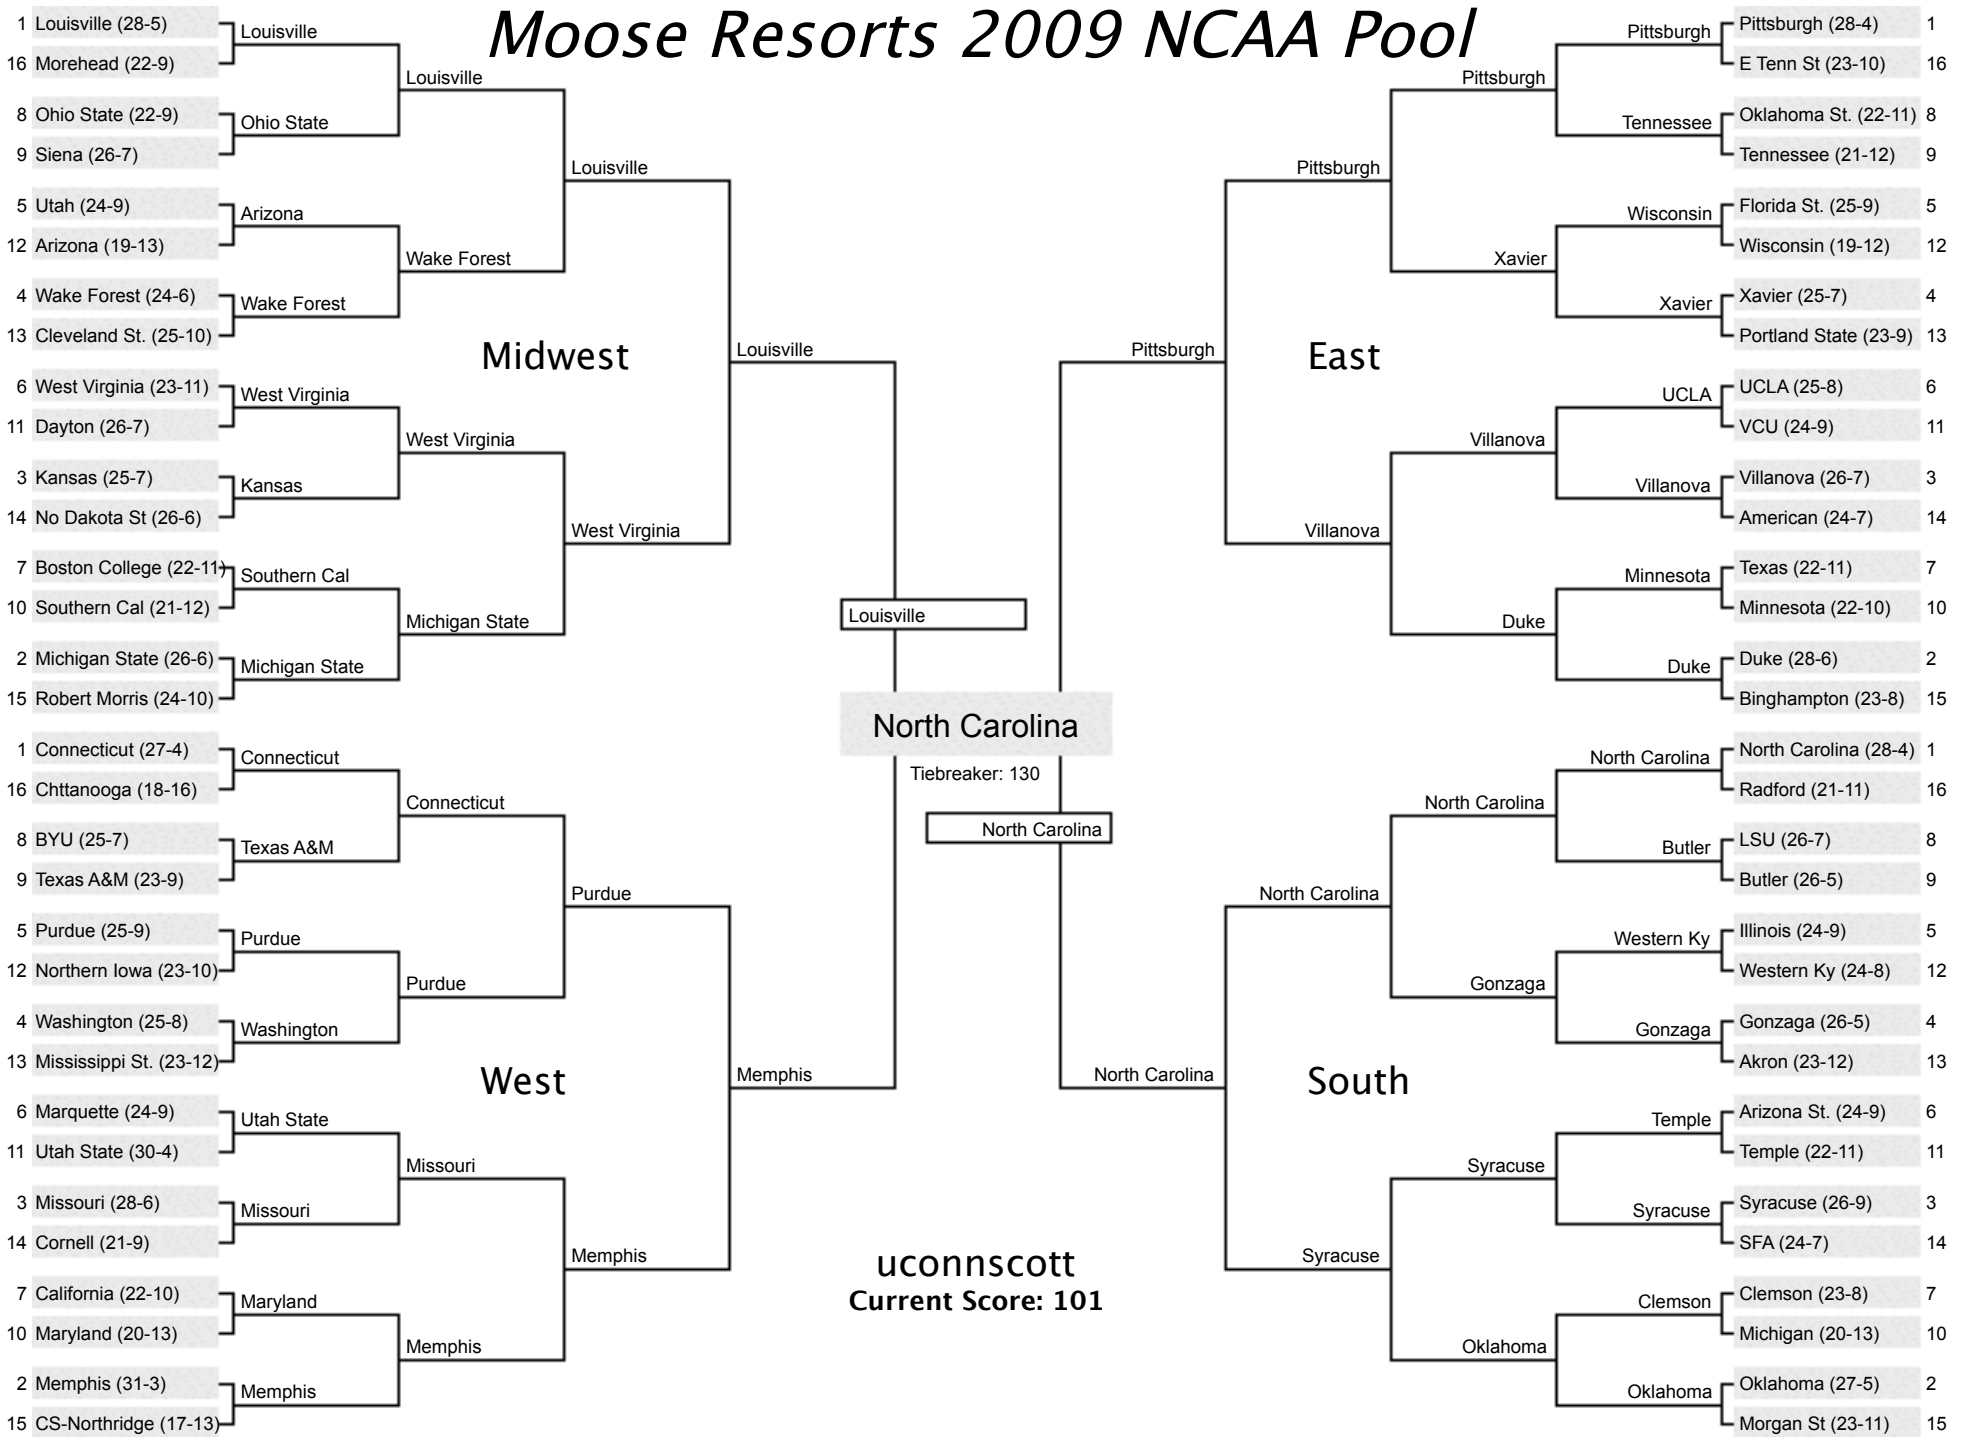 Moose Resorts 2009 NCAA Pool
1 Louisville (28-5)
Louisville
16 Morehead (22-9)
Louisville
8 Ohio State (22-9)
Ohio State
9 Siena (26-7)
Louisville
5 Utah (24-9)
Arizona
12 Arizona (19-13)
Wake Forest
4 Wake Forest (24-6)
Wake Forest
13 Cleveland St. (25-10)
Midwest
Louisville
6 West Virginia (23-11)
West Virginia
11 Dayton (26-7)
West Virginia
3 Kansas (25-7)
Kansas
14 No Dakota St (26-6)
West Virginia
7 Boston College (22-11)
Southern Cal
10 Southern Cal (21-12)
Michigan State
2 Michigan State (26-6)
Michigan State
15 Robert Morris (24-10)
Louisville
1 Connecticut (27-4)
Connecticut
16 Chttanooga (18-16)
Connecticut
8 BYU (25-7)
Texas A&M
9 Texas A&M (23-9)
Purdue
5 Purdue (25-9)
Purdue
12 Northern Iowa (23-10)
Purdue
4 Washington (25-8)
Washington
13 Mississippi St. (23-12)
West
Memphis
6 Marquette (24-9)
Utah State
11 Utah State (30-4)
Missouri
3 Missouri (28-6)
Missouri
14 Cornell (21-9)
Memphis
7 California (22-10)
Maryland
10 Maryland (20-13)
Memphis
2 Memphis (31-3)
Memphis
15 CS-Northridge (17-13)
North Carolina
Tiebreaker: 130
North Carolina
uconnscott
Current Score: 101
Pittsburgh (28-4) 1
Pittsburgh
E Tenn St (23-10) 16
Pittsburgh
Oklahoma St. (22-11) 8
Tennessee
Tennessee (21-12) 9
Pittsburgh
Florida St. (25-9) 5
Wisconsin
Wisconsin (19-12) 12
Xavier
Xavier (25-7) 4
Xavier
Portland State (23-9) 13
Pittsburgh
East
UCLA (25-8) 6
UCLA
VCU (24-9) 11
Villanova
Villanova (26-7) 3
Villanova
American (24-7) 14
Villanova
Texas (22-11) 7
Minnesota
Minnesota (22-10) 10
Duke
Duke (28-6) 2
Duke
Binghampton (23-8) 15
North Carolina (28-4) 1
North Carolina
Radford (21-11) 16
North Carolina
LSU (26-7) 8
Butler
Butler (26-5) 9
North Carolina
Illinois (24-9) 5
Western Ky
Western Ky (24-8) 12
Gonzaga
Gonzaga (26-5) 4
Gonzaga
Akron (23-12) 13
North Carolina
South
Arizona St. (24-9) 6
Temple
Temple (22-11) 11
Syracuse
Syracuse (26-9) 3
Syracuse
SFA (24-7) 14
Syracuse
Clemson (23-8) 7
Clemson
Michigan (20-13) 10
Oklahoma
Oklahoma (27-5) 2
Oklahoma
Morgan St (23-11) 15